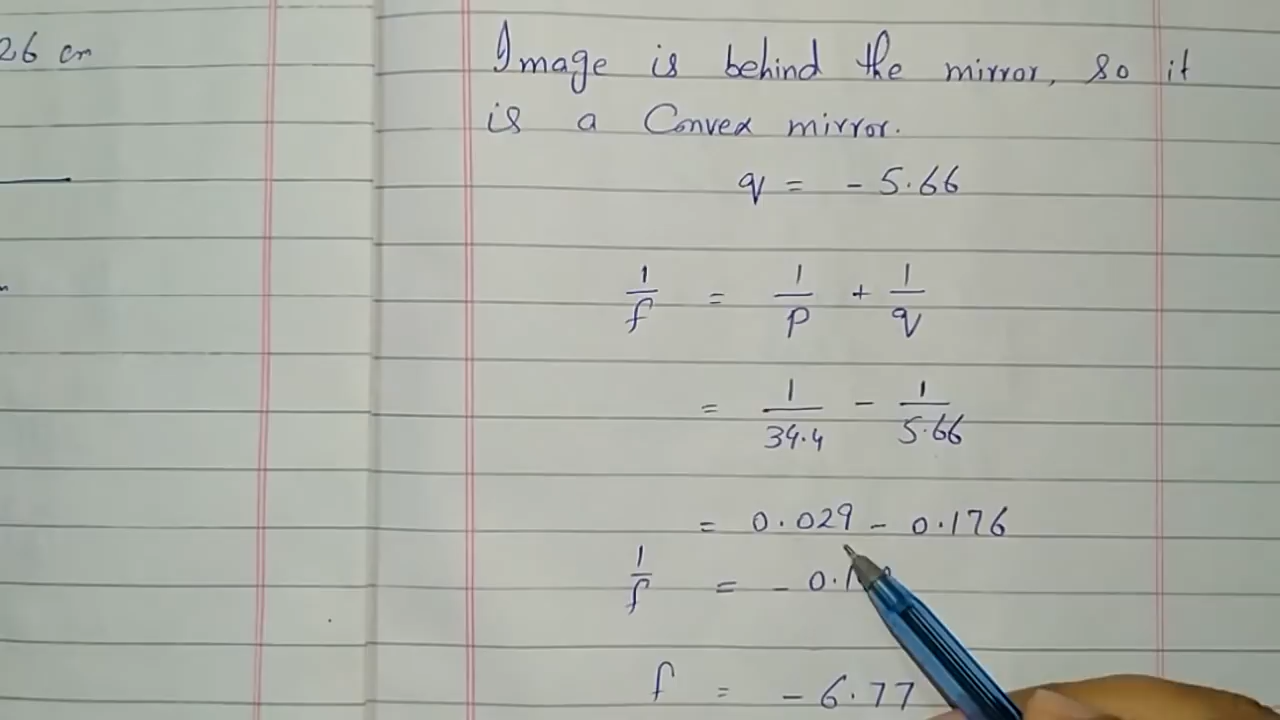 26 cm
Image is behind the mirror, so it
is a Convex mirror.
q = - 5.66
1/f = 1/p + 1/q
= 1/34.4 - 1/5.66
= 0.029 - 0.176
1/f = - 0.1
f = - 6.77